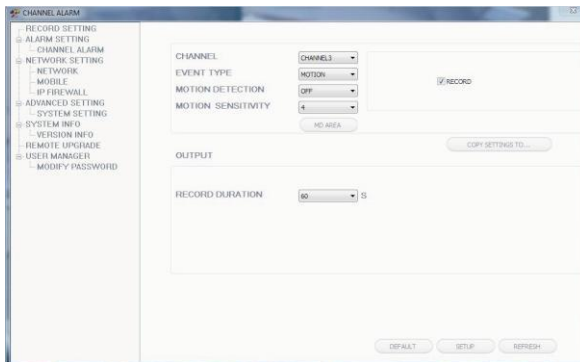 CHANNEL ALARM
RECORD SETTING
ALARM SETTING
CHANNEL ALARM
NETWORK SETTING
NETWORK
MOBILE
IP FIREWALL
ADVANCED SETTING
SYSTEM SETTING
SYSTEM INFO
VERSION INFO
REMOTE UPGRADE
USER MANAGER
MODIFY PASSWORD
CHANNEL CHANNEL3
EVENT TYPE MOTION
MOTION DETECTION OFF
MOTION SENSITIVITY 4
MD AREA
RECORD
COPY SETTINGS TO...
OUTPUT
RECORD DURATION 60 S
DEFAULT SETUP REFRESH